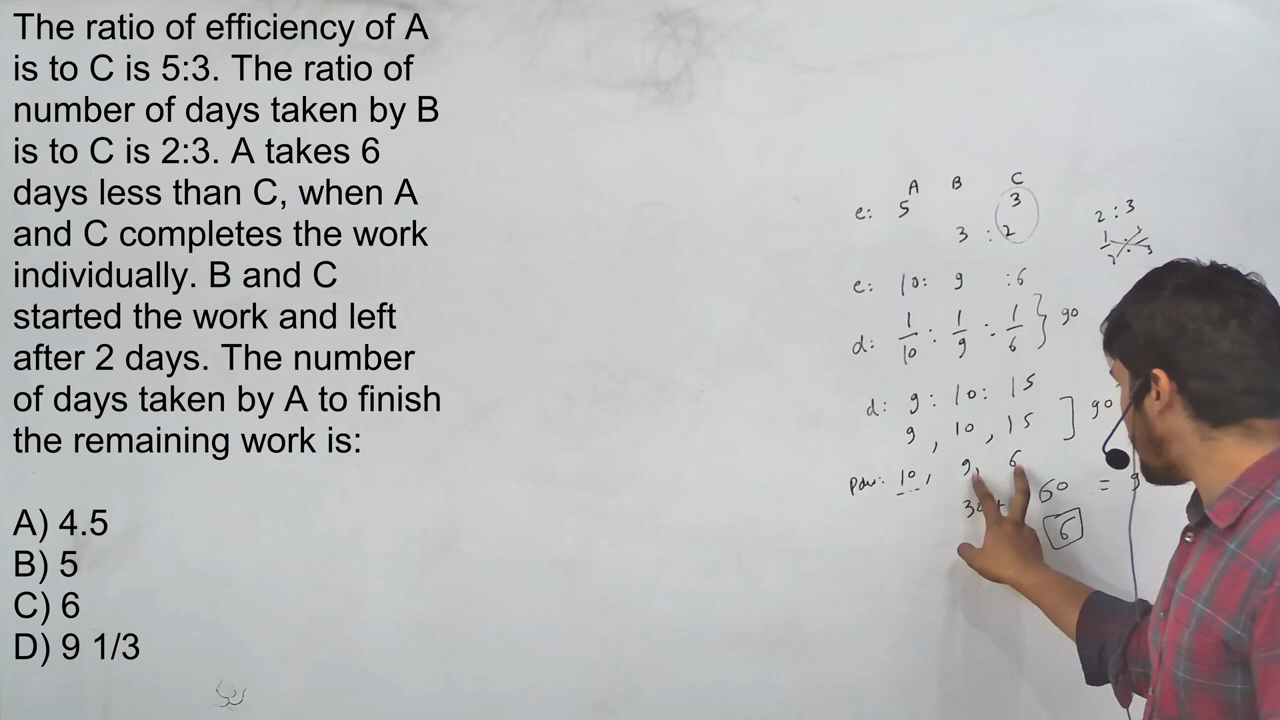 The ratio of efficiency of A
is to C is 5:3. The ratio of
number of days taken by B
is to C is 2:3. A takes 6
days less than C, when A
and C completes the work
individually. B and C
started the work and left
after 2 days. The number
of days taken by A to finish
the remaining work is:
A) 4.5
B) 5
C) 6
D) 9 1/3
A B C
e: 5 3
3 : 2
2 : 3
e: 10: 9 :6
d: 1/10 : 1/9 : 1/6 } 90
d: 9 : 10 : 15
9 , 10 , 15 ] 90
10, 9, 6
60 =
6